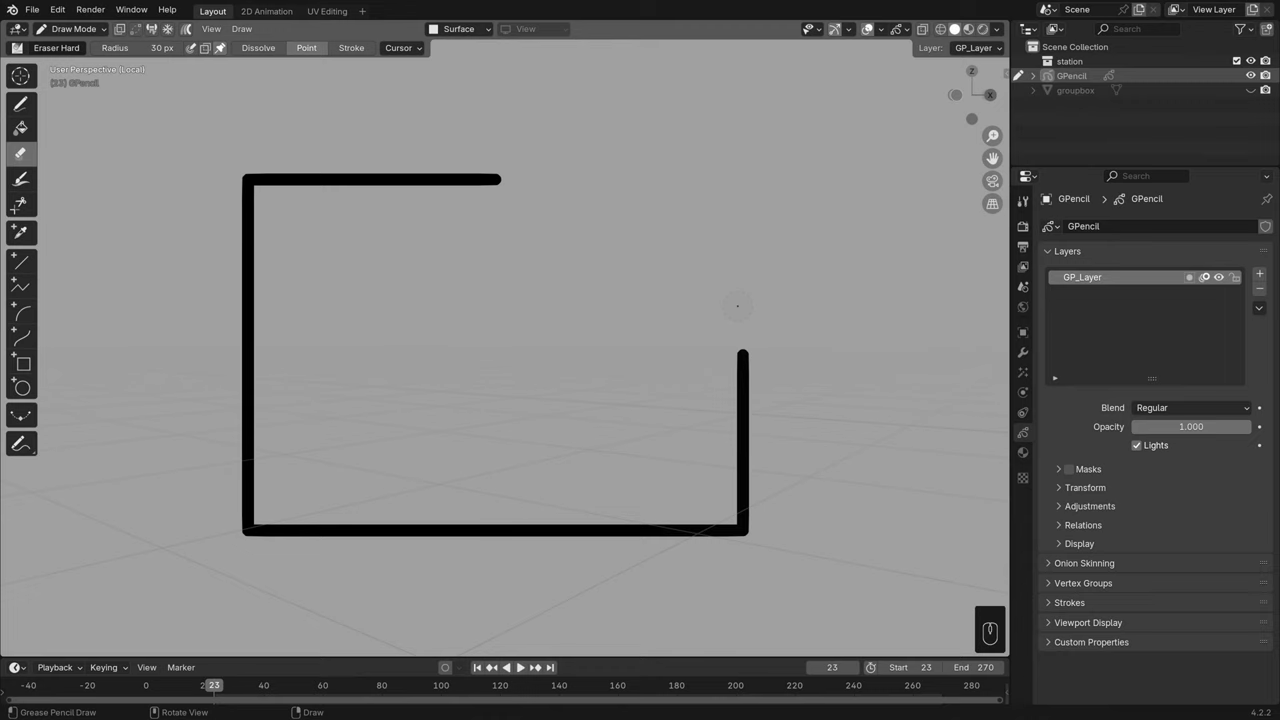 File Edit Render Window Help Layout 2D Animation UV Editing + Scene View Layer
Draw Mode View Draw Surface View Search
Eraser Hard Radius 30 px Dissolve Point Stroke Cursor Layer: GP_Layer
Scene Collection
station
GPencil
groupbox
User Perspective (Local)
(23) GPencil
Z
X
Search
GPencil > GPencil
GPencil
Layers
GP_Layer
Blend Regular
Opacity 1.000
Lights
Masks
Transform
Adjustments
Relations
Display
Onion Skinning
Vertex Groups
Strokes
Viewport Display
Custom Properties
Playback Keying View Marker 23 Start 23 End 270
-40 -20 0 23 40 60 80 100 120 140 160 180 200 220 240 260 280
Grease Pencil Draw Rotate View Draw 4.2.2